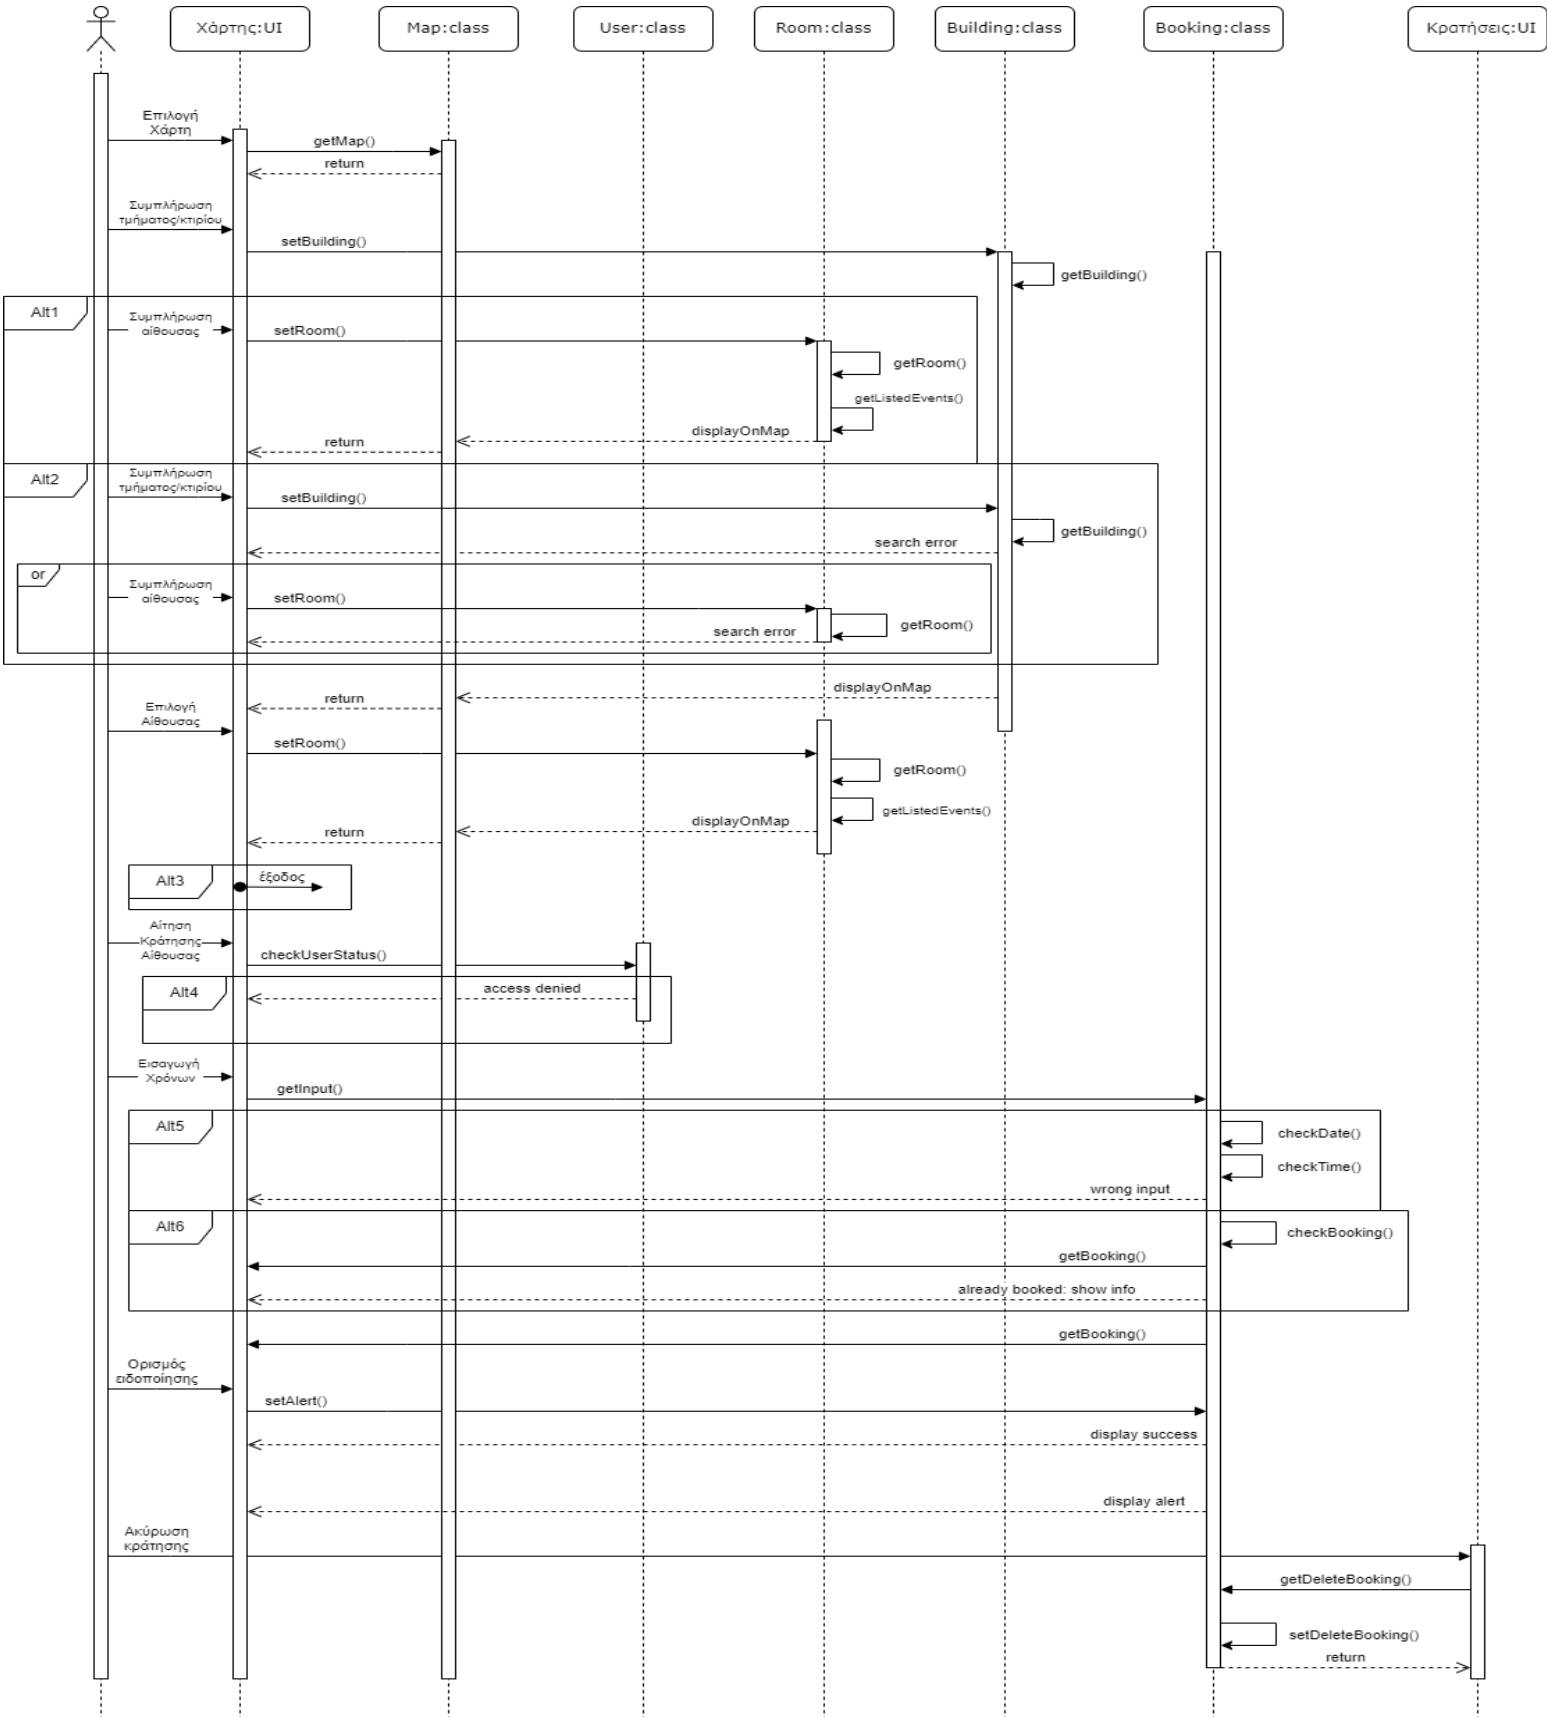 Χάρτης:UI
Map:class
User:class
Room:class
Building:class
Booking:class
Κρατήσεις:UI
Επιλογή
Χάρτη
getMap()
return
Συμπλήρωση
τμήματος/κτιρίου
setBuilding()
getBuilding()
Alt1
Συμπλήρωση
αίθουσας
setRoom()
getRoom()
getListedEvents()
displayOnMap
return
Alt2
Συμπλήρωση
τμήματος/κτιρίου
setBuilding()
getBuilding()
search error
or
Συμπλήρωση
αίθουσας
setRoom()
getRoom()
search error
displayOnMap
return
Επιλογή
Αίθουσας
setRoom()
getRoom()
getListedEvents()
displayOnMap
return
Alt3
έξοδος
Αίτηση
Κράτησης
Αίθουσας
checkUserStatus()
Alt4
access denied
Εισαγωγή
Χρόνων
getInput()
Alt5
checkDate()
checkTime()
wrong input
Alt6
checkBooking()
getBooking()
already booked: show info
getBooking()
Ορισμός
ειδοποίησης
setAlert()
display success
display alert
Ακύρωση
κράτησης
getDeleteBooking()
setDeleteBooking()
return